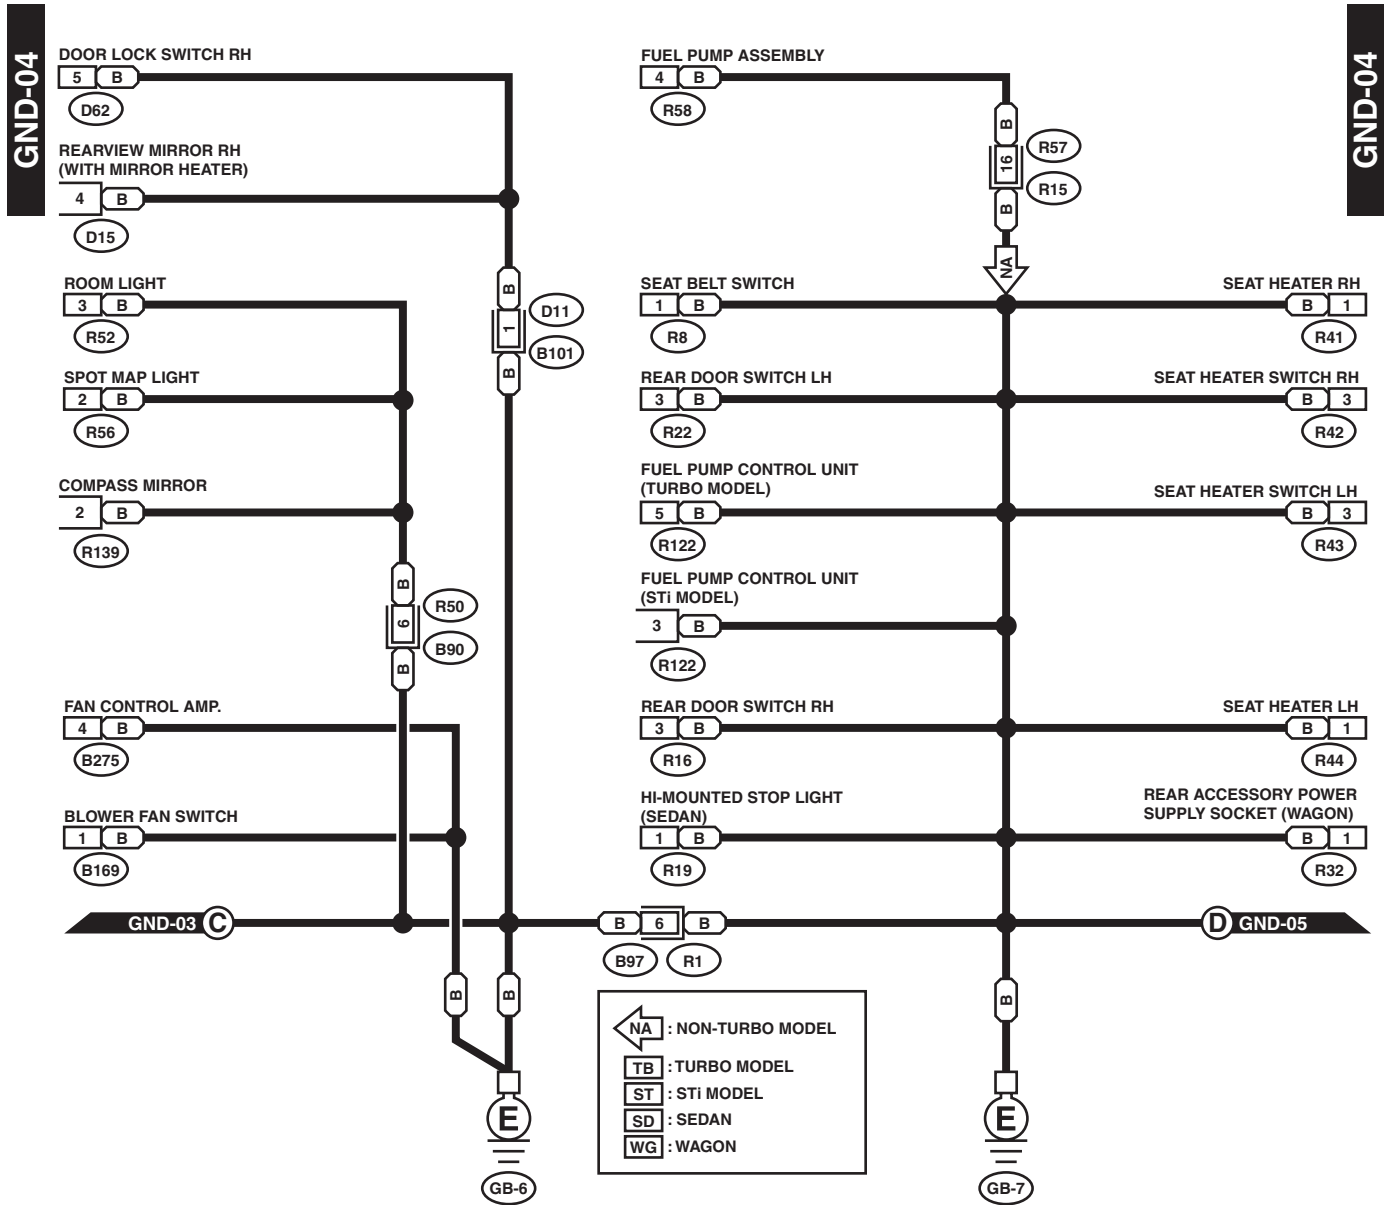 GND-04
GND-04
DOOR LOCK SWITCH RH
5 B
D62
REARVIEW MIRROR RH
(WITH MIRROR HEATER)
4 B
D15
ROOM LIGHT
3 B
R52
SPOT MAP LIGHT
2 B
R56
COMPASS MIRROR
2 B
R139
B
6
B
R50
B90
B
1
B
D11
B101
FAN CONTROL AMP.
4 B
B275
BLOWER FAN SWITCH
1 B
B169
GND-03 C
B
B
E
GB-6
B 6 B
B97 R1
FUEL PUMP ASSEMBLY
4 B
R58
B
16
B
R57
R15
NA
SEAT BELT SWITCH
1 B
R8
REAR DOOR SWITCH LH
3 B
R22
FUEL PUMP CONTROL UNIT
(TURBO MODEL)
5 B
R122
FUEL PUMP CONTROL UNIT
(STi MODEL)
3 B
R122
REAR DOOR SWITCH RH
3 B
R16
HI-MOUNTED STOP LIGHT
(SEDAN)
1 B
R19
SEAT HEATER RH
B 1
R41
SEAT HEATER SWITCH RH
B 3
R42
SEAT HEATER SWITCH LH
B 3
R43
SEAT HEATER LH
B 1
R44
REAR ACCESSORY POWER
SUPPLY SOCKET (WAGON)
B 1
R32
D GND-05
B
E
GB-7
NA : NON-TURBO MODEL
TB : TURBO MODEL
ST : STi MODEL
SD : SEDAN
WG : WAGON